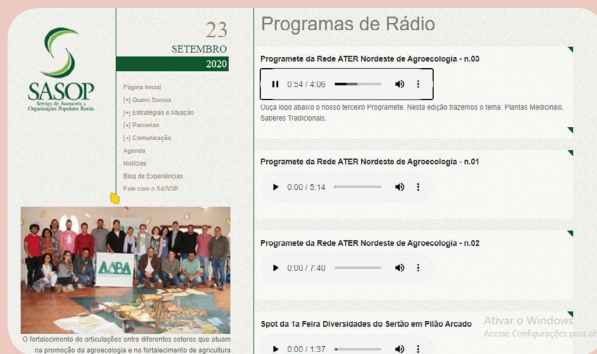 SASOP
Serviço de Assessoria a
Organizações Populares Rurais
23
SETEMBRO
2020
Página Inicial
[+] Quem Somos
[+] Estratégias e Atuação
[+] Parcerias
[+] Comunicação
Agenda
Notícias
Blog de Experiências
Fale com o SASOP
AABA
O fortalecimento de articulações entre diferentes setores que atuam
na promoção da agroecologia e no fortalecimento de agricultura
Programas de Rádio
Programete da Rede ATER Nordeste de Agroecologia - n.03
0:54 / 4:06
Ouça logo abaixo o nosso terceiro Programete. Nesta edição trazemos o tema: Plantas Medicinais,
Saberes Tradicionais.
Programete da Rede ATER Nordeste de Agroecologia - n.01
0:00 / 5:14
Programete da Rede ATER Nordeste de Agroecologia - n.02
0:00 / 7:40
Spot da 1a Feira Diversidades do Sertão em Pilão Arcado
0:00 / 1:37
Ativar o Windows
Acesse Configurações para at